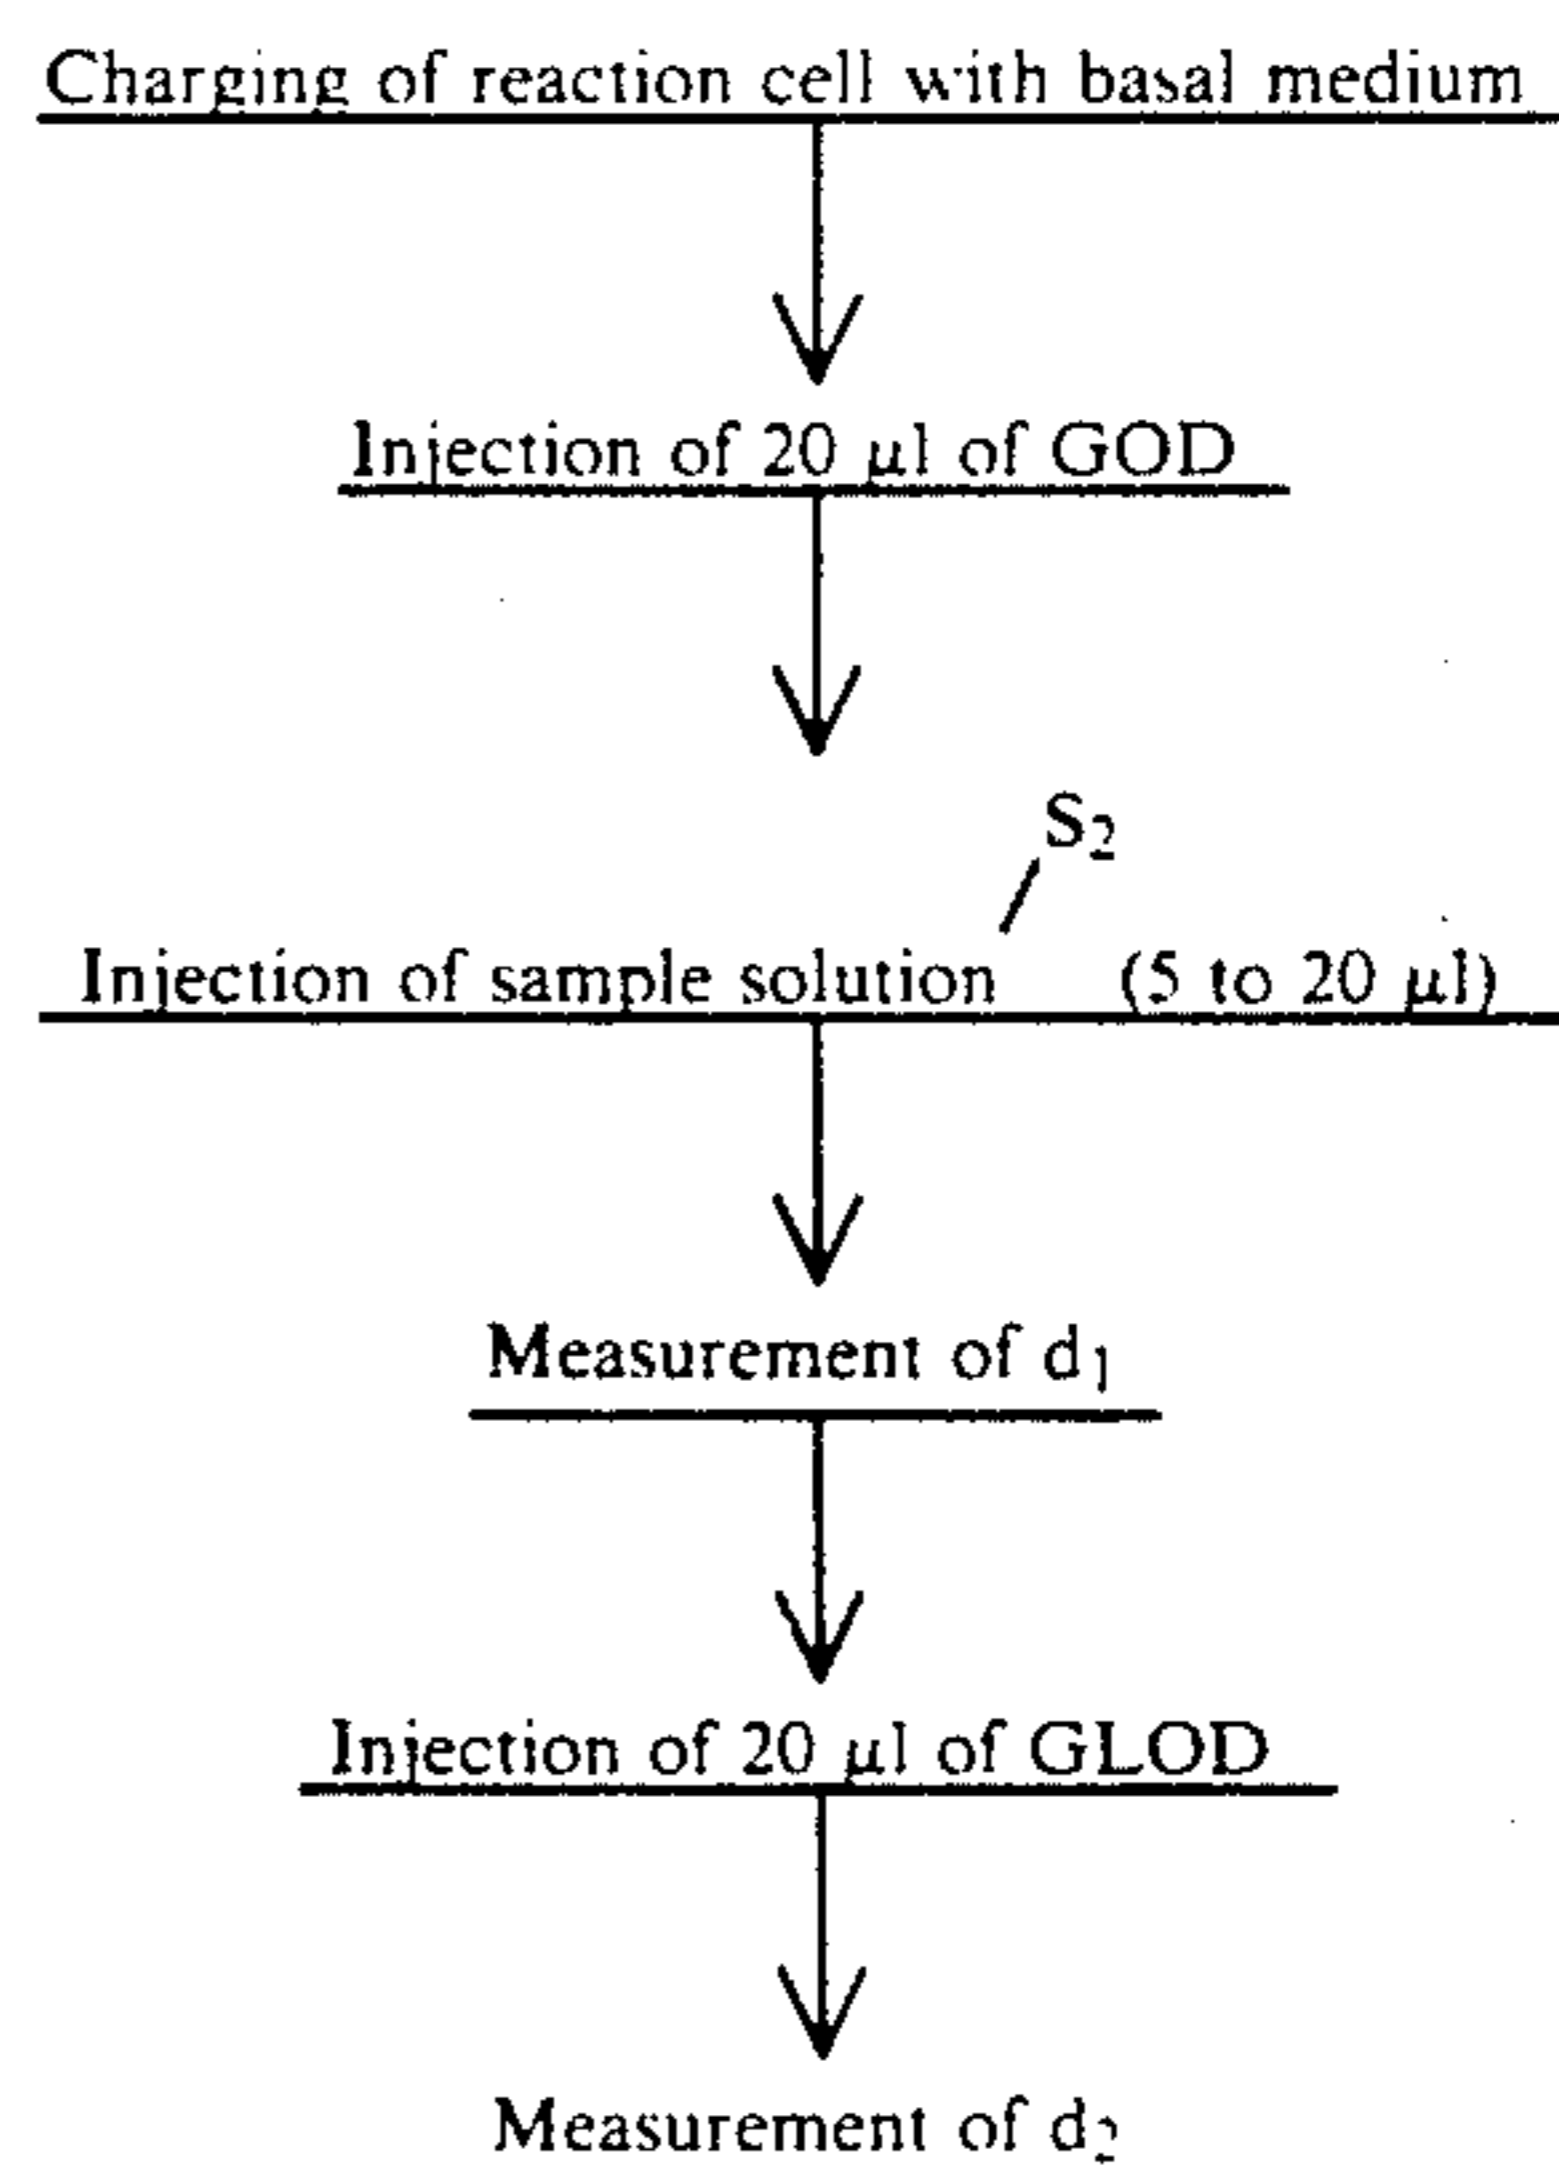 Charging of reaction cell with basal medium
Injection of 20 µl of GOD
S₂
Injection of sample solution (5 to 20 µl)
Measurement of d₁
Injection of 20 µl of GLOD
Measurement of d₂